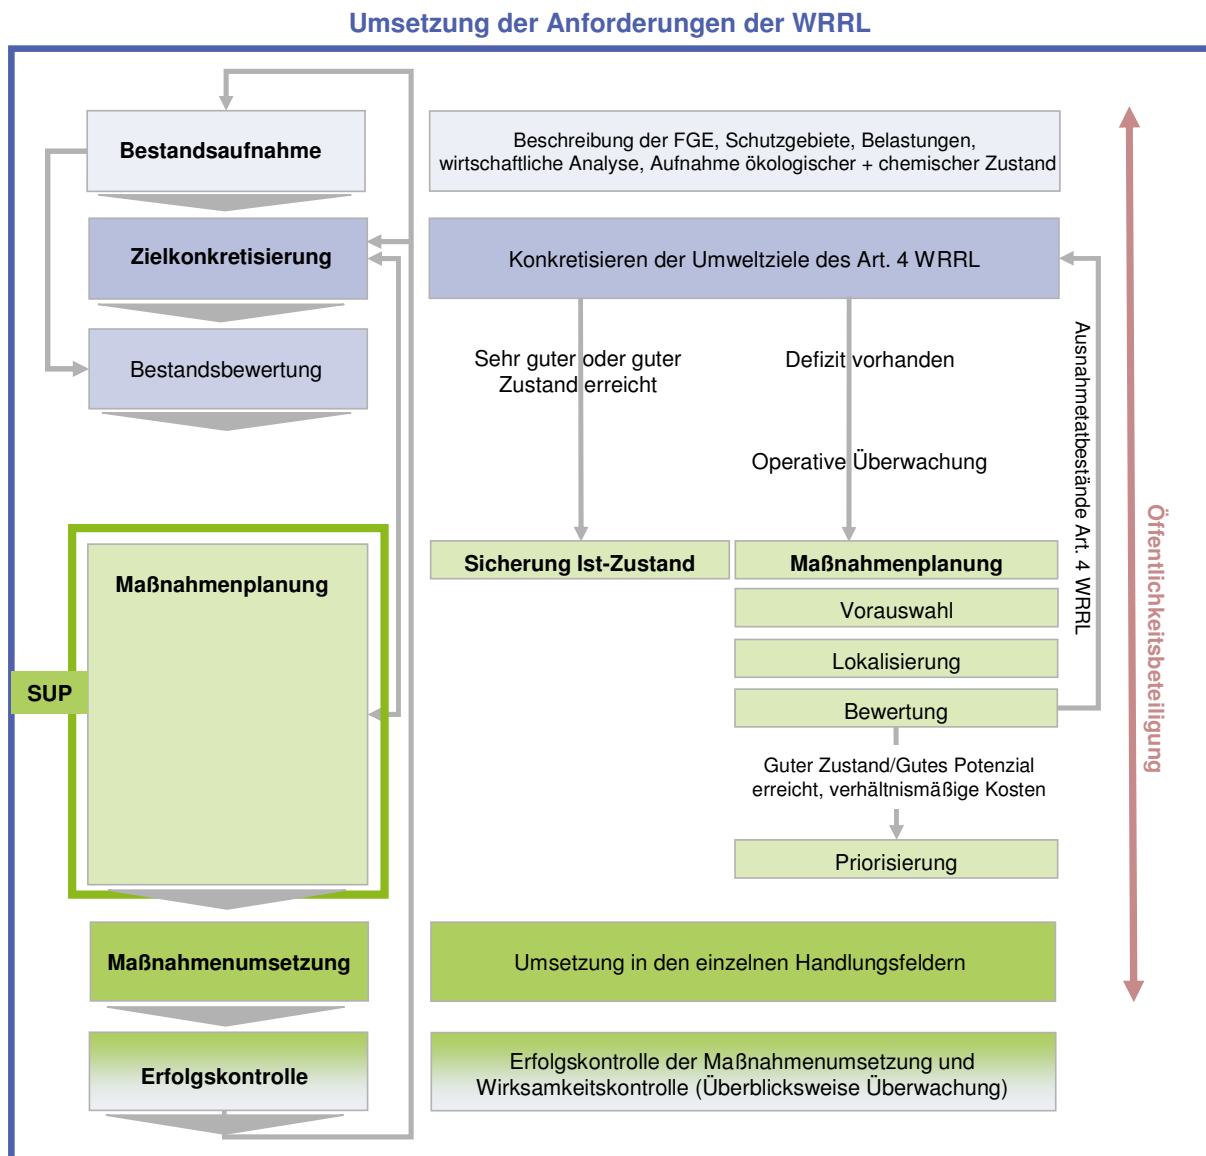 Umsetzung der Anforderungen der WRRL
Bestandsaufnahme
Beschreibung der FGE, Schutzgebiete, Belastungen,
wirtschaftliche Analyse, Aufnahme ökologischer + chemischer Zustand
Zielkonkretisierung
Konkretisieren der Umweltziele des Art. 4 WRRL
Bestandsbewertung
Sehr guter oder guter
Zustand erreicht
Defizit vorhanden
Operative Überwachung
Ausnahmetatbestände Art. 4 WRRL
Öffentlichkeitsbeteiligung
SUP
Maßnahmenplanung
Sicherung Ist-Zustand
Maßnahmenplanung
Vorauswahl
Lokalisierung
Bewertung
Guter Zustand/Gutes Potenzial
erreicht, verhältnismäßige Kosten
Priorisierung
Maßnahmenumsetzung
Umsetzung in den einzelnen Handlungsfeldern
Erfolgskontrolle
Erfolgskontrolle der Maßnahmenumsetzung und
Wirksamkeitskontrolle (Überblicksweise Überwachung)